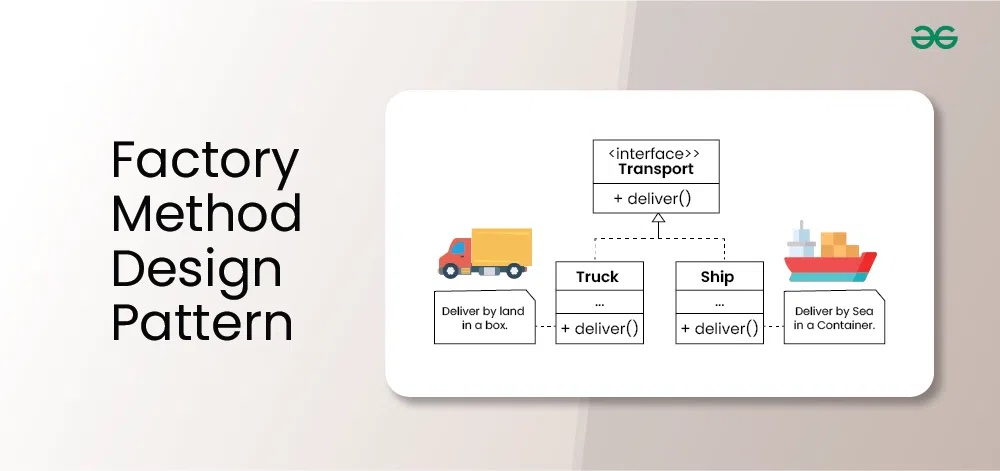 Factory
Method
Design
Pattern
<interface>>
Transport
+ deliver()
Truck
...
+ deliver()
Deliver by land
in a box.
Ship
...
+ deliver()
Deliver by Sea
in a Container.